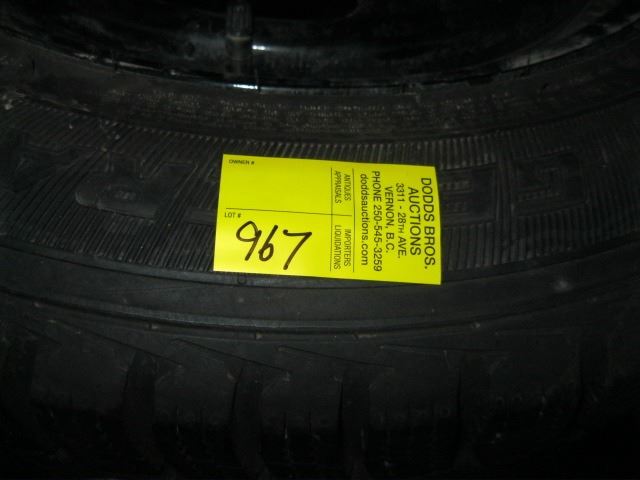 DODDS BROS.
AUCTIONS
3311 - 28TH AVE.
VERNON, B.C.
PHONE 250-545-3259
doddsauctions.com
ANTIQUES IMPORTERS
APPRAISALS LIQUIDATIONS
OWNER #
LOT #
967